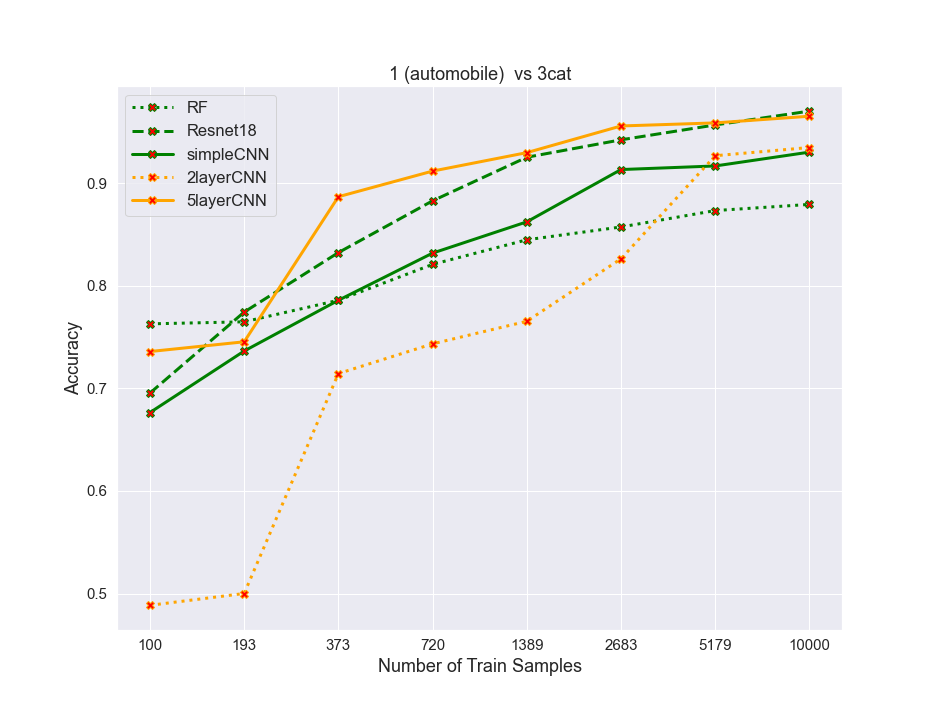 1 (automobile)  vs 3cat
RF
Resnet18
simpleCNN
2layerCNN
5layerCNN
Accuracy
0.9
0.8
0.7
0.6
0.5
100 193 373 720 1389 2683 5179 10000
Number of Train Samples